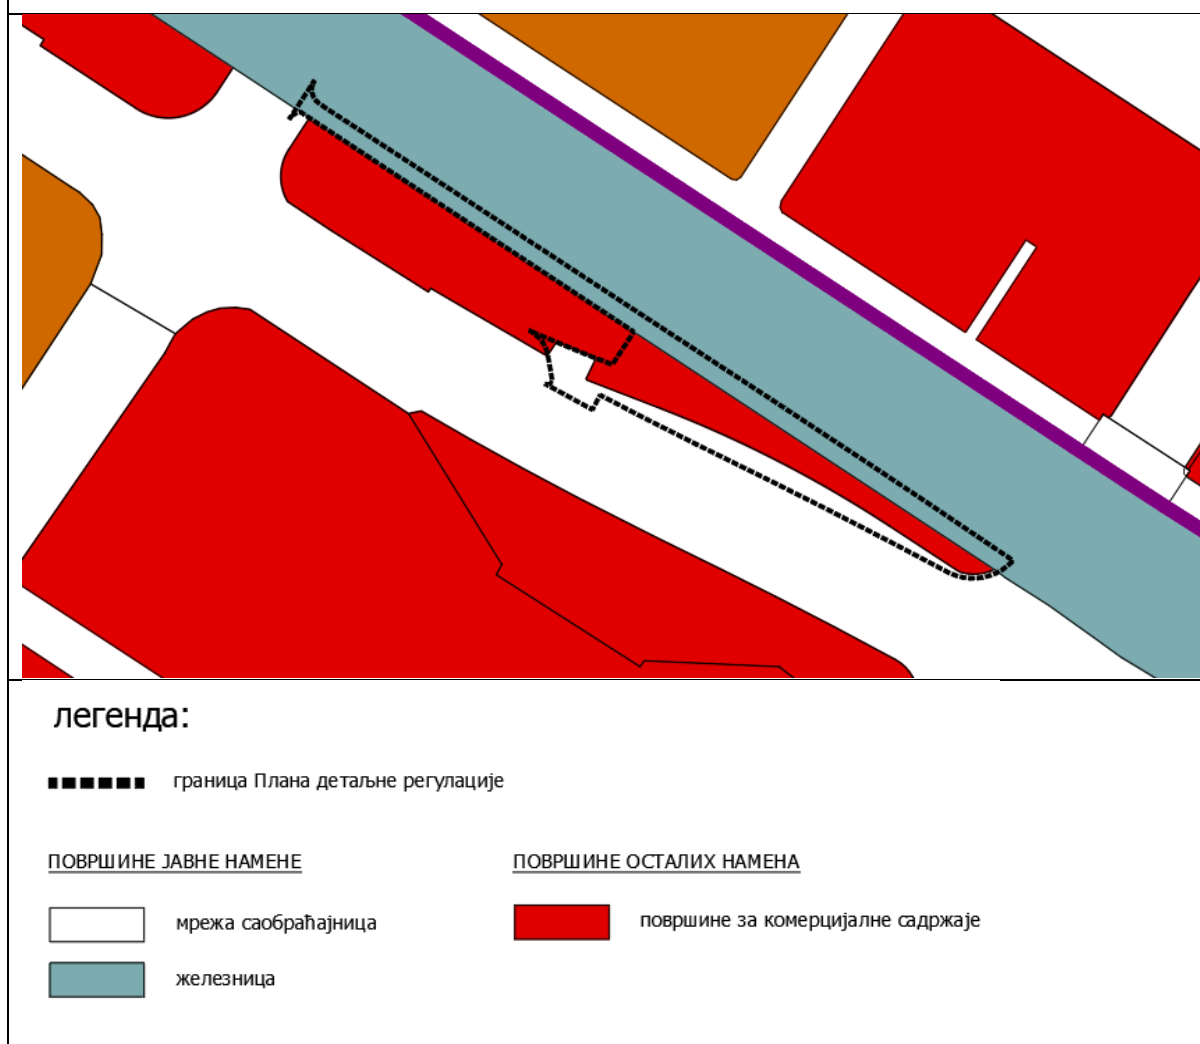 легенда:
граница Плана детаљне регулације
ПОВРШИНЕ ЈАВНЕ НАМЕНЕ
мрежа саобраћајница
железница
ПОВРШИНЕ ОСТАЛИХ НАМЕНА
површине за комерцијалне садржаје